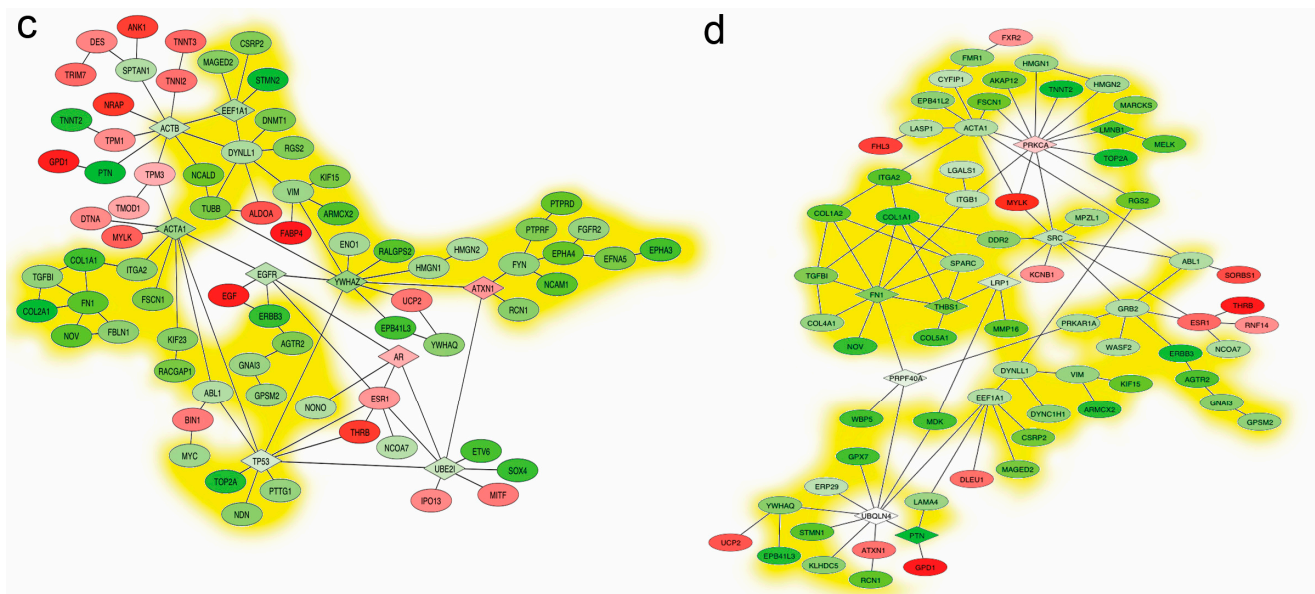 c
ANK1
DES
TNNT3
CSRP2
MAGED2
TRIM7
SPTAN1
TNNI2
STMN2
NRAP
EEF1A1
TNNT2
ACTB
DNMT1
TPM1
DYNLL1
RGS2
GPD1
PTN
TPM3
NCALD
VIM
KIF15
TMOD1
TUBB
ALDOA
ARMCX2
PTPRD
DTNA
ACTA1
FABP4
MYLK
PTPRF
FGFR2
ENO1
RALGPS2
HMGN2
COL1A1
HMGN1
FYN
EPHA4
EFNA5
EPHA3
TGFBI
ITGA2
EGFR
YWHAZ
ATXN1
NCAM1
COL2A1
FN1
FSCN1
EGF
UCP2
RCN1
NOV
FBLN1
ERBB3
EPB41L3
KIF23
AGTR2
YWHAQ
RACGAP1
GNAI3
AR
ABL1
GPSM2
NONO
ESR1
BIN1
THRB
NCOA7
MYC
TP53
UBE2I
ETV6
SOX4
TOP2A
PTTG1
IPO13
MITF
NDN
d
FXR2
FMR1
HMGN1
CYFIP1
AKAP12
HMGN2
TNNT2
EPB41L2
FSCN1
MARCKS
LASP1
ACTA1
LMNB1
FHL3
PRKCA
MELK
TOP2A
LGALS1
ITGA2
ITGB1
MYLK
RGS2
COL1A2
COL1A1
MPZL1
DDR2
SRC
TGFBI
SPARC
KCNB1
ABL1
SORBS1
FN1
LRP1
THBS1
GRB2
THRB
COL4A1
MMP16
PRKAR1A
ESR1
RNF14
NOV
COL5A1
WASF2
NCOA7
ERBB3
PRPF40A
DYNLL1
VIM
KIF15
AGTR2
EEF1A1
ARMCX2
GNAI3
WBP5
MDK
DYNC1H1
GPSM2
CSRP2
GPX7
MAGED2
DLEU1
ERP29
LAMA4
YWHAQ
UBQLN4
STMN1
PTN
UCP2
EPB41L3
KLHDC5
ATXN1
GPD1
RCN1